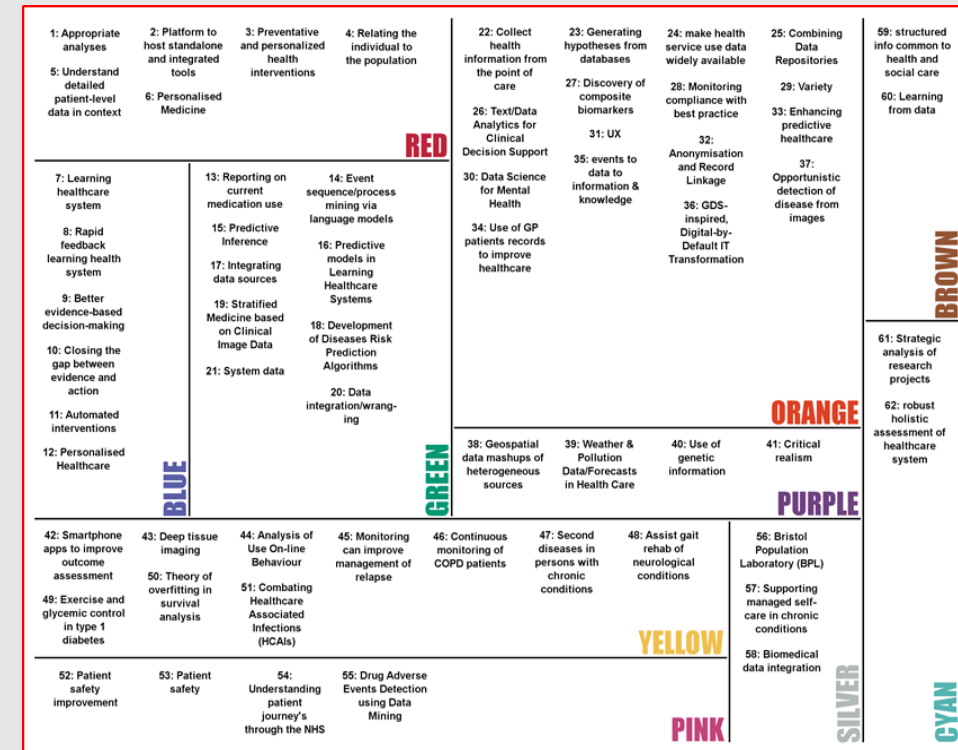 1: Appropriate
analyses
2: Platform to
host standalone
and integrated
tools
3: Preventative
and personalized
health
interventions
4: Relating the
individual to
the population
5: Understand
detailed
patient-level
data in context
6: Personalised
Medicine
RED
7: Learning
healthcare
system
8: Rapid
feedback
learning health
system
9: Better
evidence-based
decision-making
10: Closing the
gap between
evidence and
action
11: Automated
interventions
12: Personalised
Healthcare
BLUE
13: Reporting on
current
medication use
14: Event
sequence/process
mining via
language models
15: Predictive
Inference
16: Predictive
models in
Learning
Healthcare
Systems
17: Integrating
data sources
18: Development
of Diseases Risk
Prediction
Algorithms
19: Stratified
Medicine based
on Clinical
Image Data
20: Data
integration/wrang-
ing
21: System data
GREEN
22: Collect
health
information from
the point of
care
23: Generating
hypotheses from
databases
24: make health
service use data
widely available
25: Combining
Data
Repositories
26: Text/Data
Analytics for
Clinical
Decision Support
27: Discovery of
composite
biomarkers
28: Monitoring
compliance with
best practice
29: Variety
30: Data Science
for Mental
Health
31: UX
32:
Anonymisation
and Record
Linkage
33: Enhancing
predictive
healthcare
34: Use of GP
patients records
to improve
healthcare
35: events to
data to
information &
knowledge
36: GDS-
inspired,
Digital-by-
Default IT
Transformation
37:
Opportunistic
detection of
disease from
images
ORANGE
38: Geospatial
data mashups of
heterogeneous
sources
39: Weather &
Pollution
Data/Forecasts
in Health Care
40: Use of
genetic
information
41: Critical
realism
PURPLE
42: Smartphone
apps to improve
outcome
assessment
43: Deep tissue
imaging
44: Analysis of
Use On-line
Behaviour
45: Monitoring
can improve
management of
relapse
46: Continuous
monitoring of
COPD patients
47: Second
diseases in
persons with
chronic
conditions
48: Assist gait
rehab of
neurological
conditions
49: Exercise and
glycemic control
in type 1
diabetes
50: Theory of
overfitting in
survival
analysis
51: Combating
Healthcare
Associated
Infections
(HCAIs)
YELLOW
52: Patient
safety
improvement
53: Patient
safety
54:
Understanding
patient
journey's
through the NHS
55: Drug Adverse
Events Detection
using Data
Mining
PINK
56: Bristol
Population
Laboratory (BPL)
57: Supporting
managed self-
care in chronic
conditions
58: Biomedical
data integration
SILVER
59: structured
info common to
health and
social care
60: Learning
from data
BROWN
61: Strategic
analysis of
research
projects
62: robust
holistic
assessment of
healthcare
system
CYAN